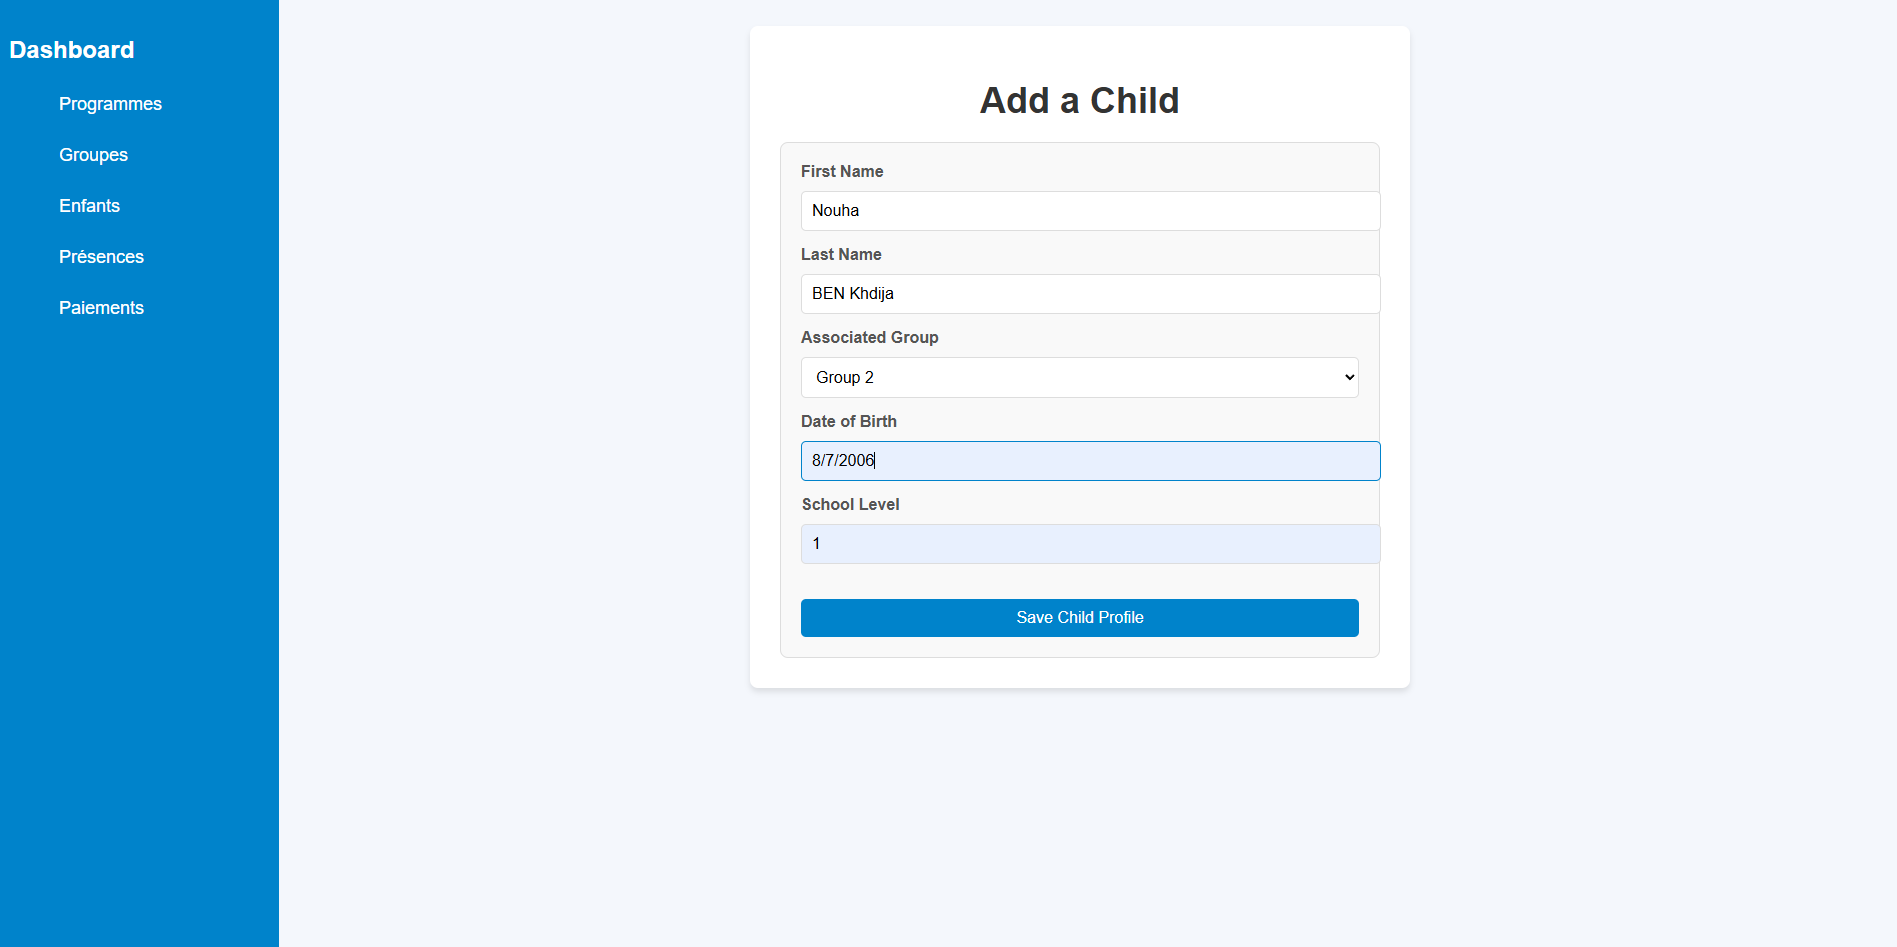 Dashboard
Programmes
Groupes
Enfants
Présences
Paiements
Add a Child
First Name
Nouha
Last Name
BEN Khdija
Associated Group
Group 2
Date of Birth
8/7/2006
School Level
1
Save Child Profile